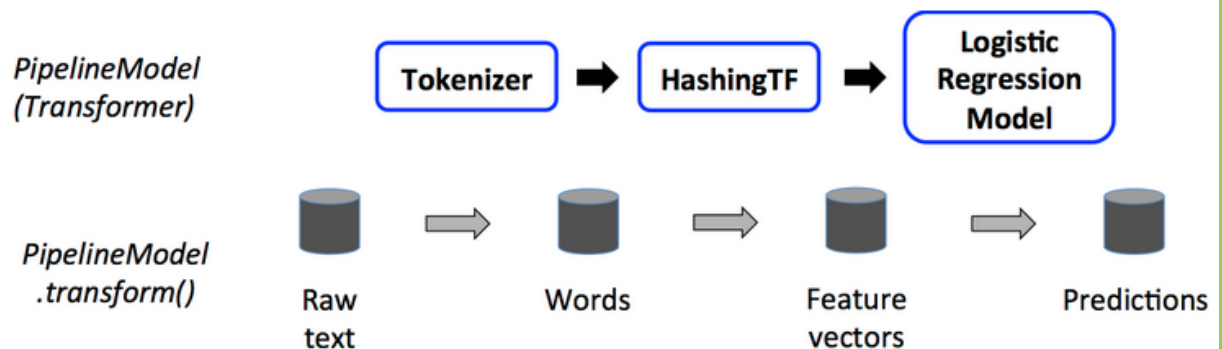 PipelineModel
(Transformer)
Tokenizer
HashingTF
Logistic
Regression
Model
PipelineModel
.transform()
Raw
text
Words
Feature
vectors
Predictions